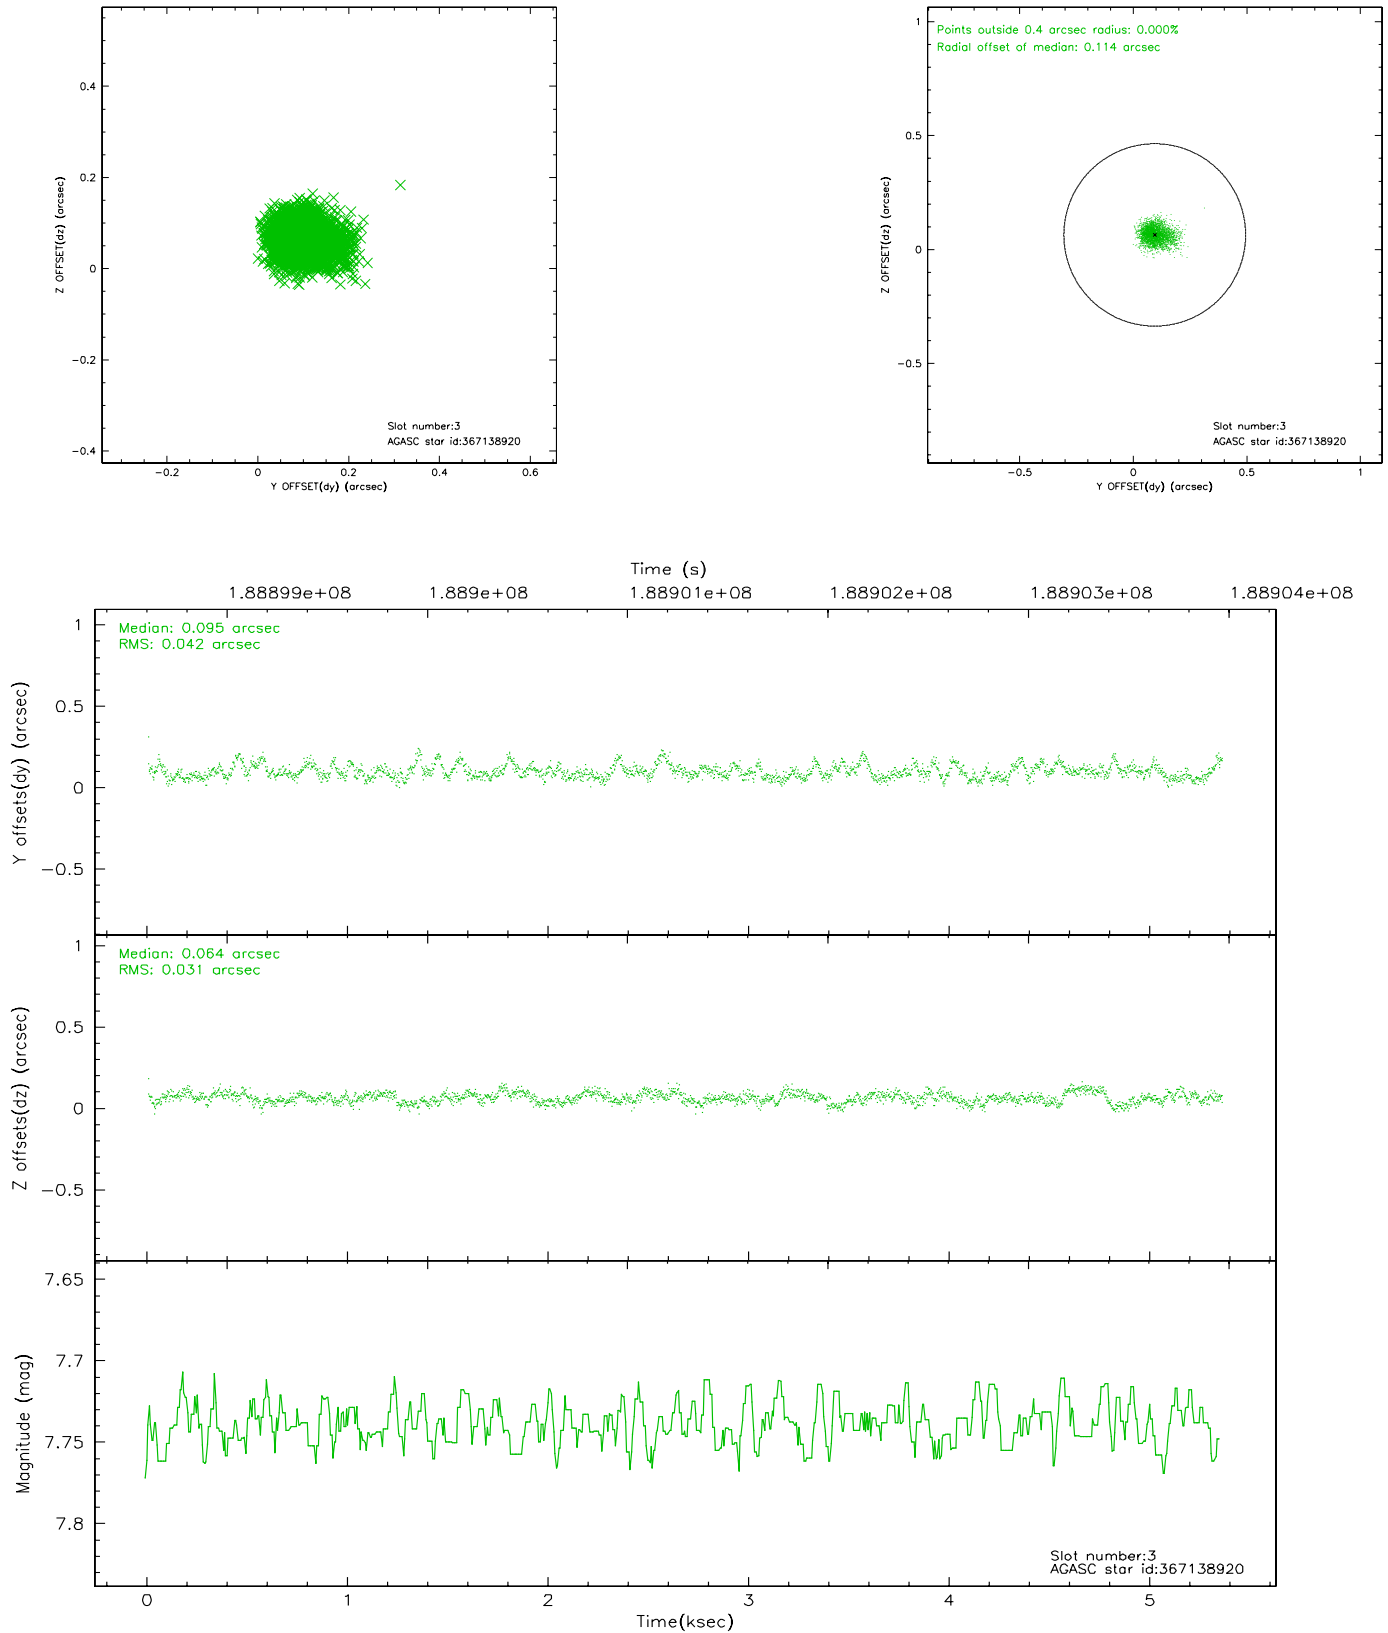 0.4
0.2
0
−0.2
−0.4
Z OFFSET(dz) (arcsec)
Slot number:3
AGASC star id:367138920
−0.2 0 0.2 0.4 0.6
Y OFFSET(dy) (arcsec)
Points outside 0.4 arcsec radius: 0.000%
Radial offset of median: 0.114 arcsec
1
0.5
0
−0.5
Z OFFSET(dz) (arcsec)
Slot number:3
AGASC star id:367138920
−0.5 0 0.5 1
Y OFFSET(dy) (arcsec)
Time (s)
1.88899e+08 1.889e+08 1.88901e+08 1.88902e+08 1.88903e+08 1.88904e+08
Median: 0.095 arcsec
RMS: 0.042 arcsec
1
0.5
0
−0.5
Y offsets(dy) (arcsec)
Median: 0.064 arcsec
RMS: 0.031 arcsec
1
0.5
0
−0.5
Z offsets(dz) (arcsec)
7.65
7.7
7.75
7.8
Magnitude (mag)
Slot number:3
AGASC star id:367138920
0 1 2 3 4 5
Time(ksec)